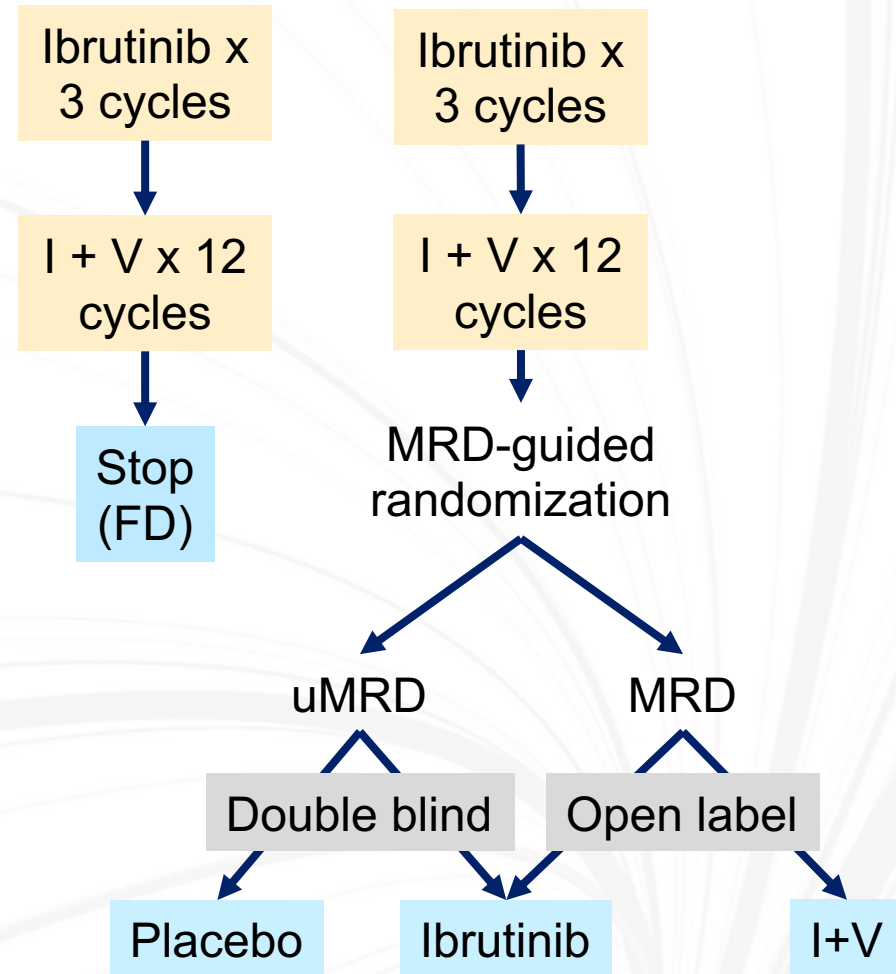 Ibrutinib x
3 cycles
I + V x 12
cycles
Stop
(FD)
Ibrutinib x
3 cycles
I + V x 12
cycles
MRD-guided
randomization
uMRD
MRD
Double blind
Open label
Placebo
Ibrutinib
I+V